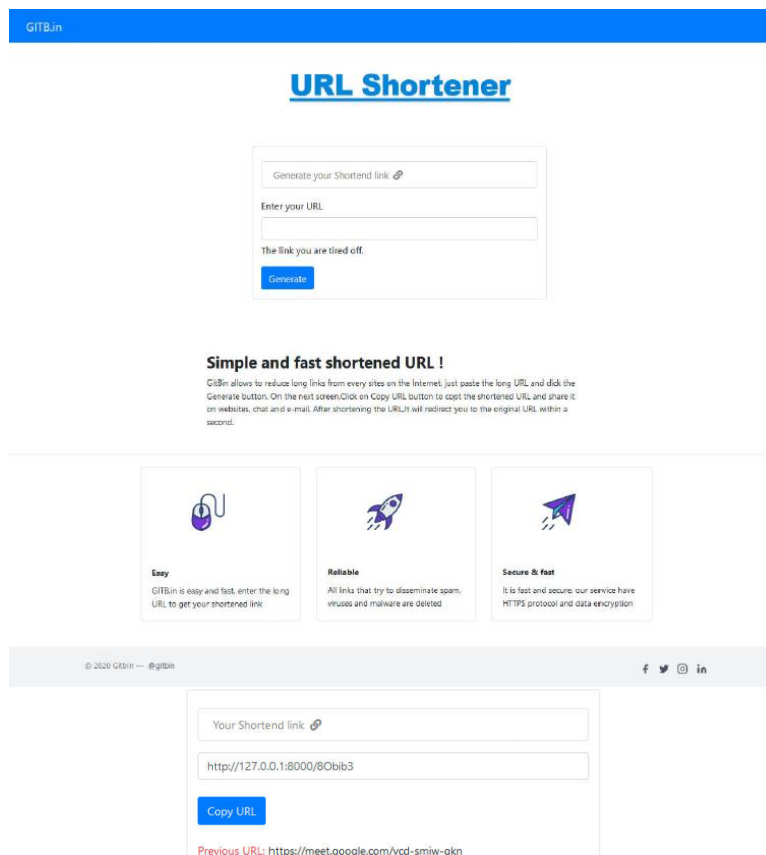 GITB.in
URL Shortener
Generate your Shortend link
Enter your URL
The link you are tired off.
Generate
Simple and fast shortened URL !
GitBin allows to reduce long links from every sites on the Internet, just paste the long URL and click the
Generate button. On the next screen,Click on Copy URL button to copt the shortened URL and share it
on websites, chat and e-mail. After shortening the URL,It will redirect you to the original URL within a
second.
Easy
GITB.in is easy and fast, enter the long
URL to get your shortened link
Reliable
All links that try to disseminate spam,
viruses and malware are deleted
Secure & fast
It is fast and secure, our service have
HTTPS protocol and data encryption
© 2020 Gitbin — @gitbin
Your Shortend link
http://127.0.0.1:8000/8Obib3
Copy URL
Previous URL: https://meet.google.com/vcd-smiw-gkn